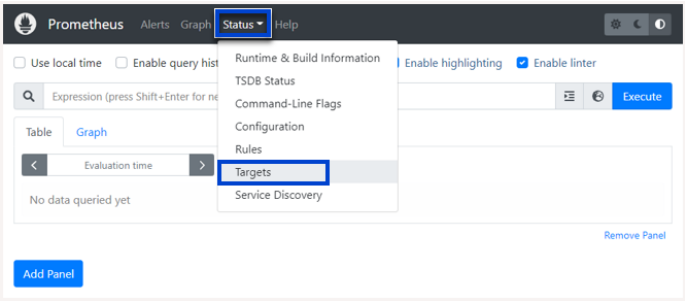 Prometheus Alerts Graph Status Help
Use local time Enable query hist Enable highlighting Enable linter
Expression (press Shift+Enter for ne Execute
Table Graph
Evaluation time
No data queried yet
Runtime & Build Information
TSDB Status
Command-Line Flags
Configuration
Rules
Targets
Service Discovery
Remove Panel
Add Panel